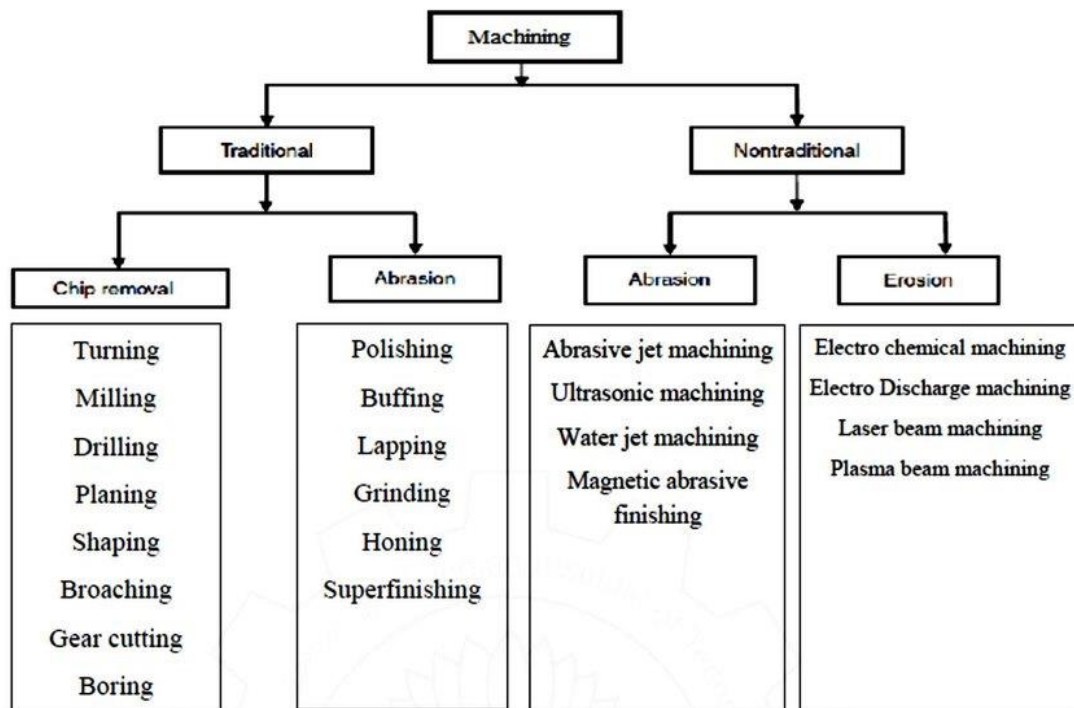 Machining
Traditional
Nontraditional
Chip removal
Abrasion
Abrasion
Erosion
Turning
Milling
Drilling
Planing
Shaping
Broaching
Gear cutting
Boring
Polishing
Buffing
Lapping
Grinding
Honing
Superfinishing
Abrasive jet machining
Ultrasonic machining
Water jet machining
Magnetic abrasive
finishing
Electro chemical machining
Electro Discharge machining
Laser beam machining
Plasma beam machining